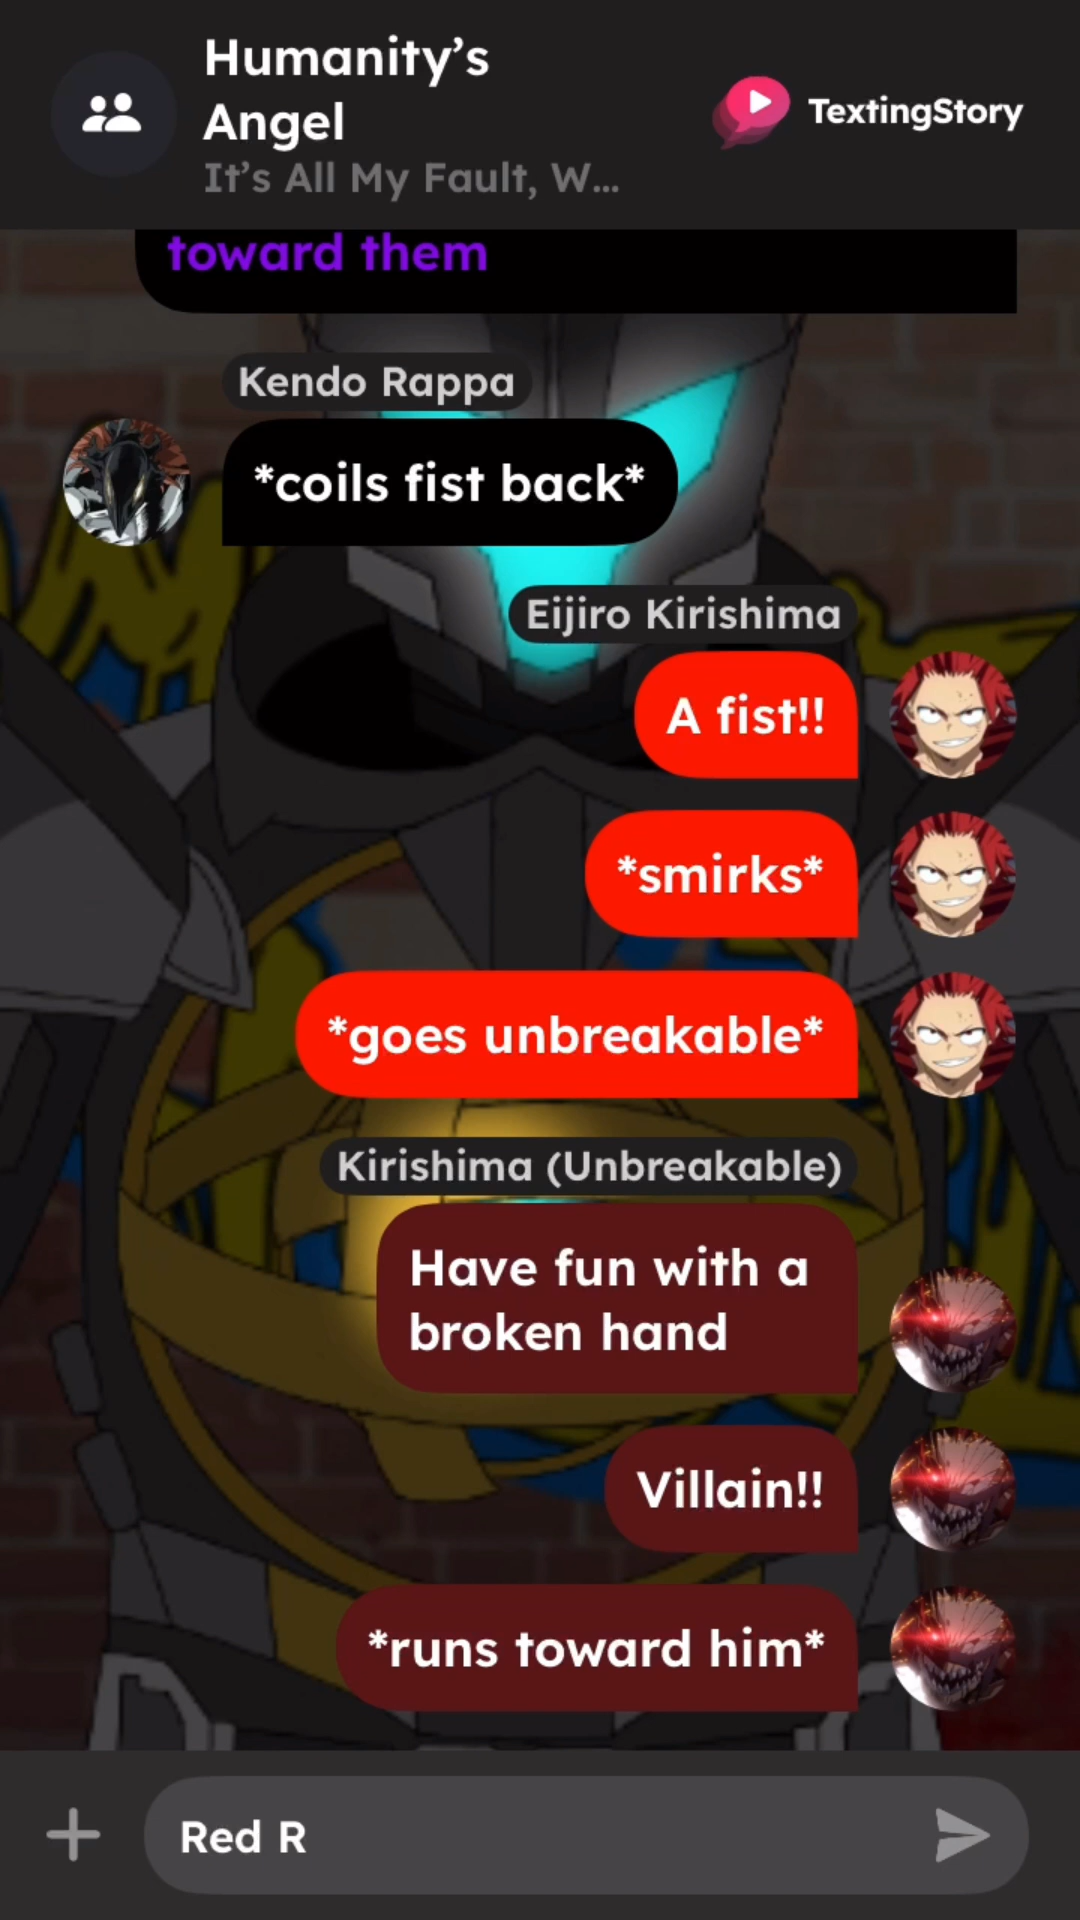 Humanity’s
Angel
It’s All My Fault, W...
TextingStory
toward them
Kendo Rappa
*coils fist back*
Eijiro Kirishima
A fist!!
*smirks*
*goes unbreakable*
Kirishima (Unbreakable)
Have fun with a
broken hand
Villain!!
*runs toward him*
Red R